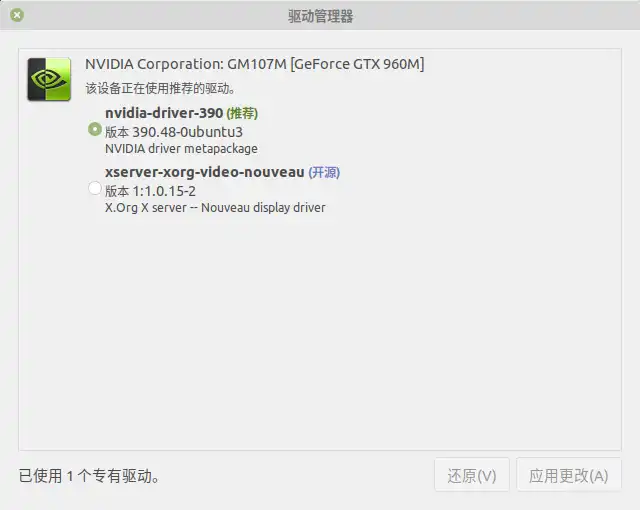 驱动管理器
NVIDIA Corporation: GM107M [GeForce GTX 960M]
该设备正在使用推荐的驱动。
nvidia-driver-390 (推荐)
版本 390.48-0ubuntu3
NVIDIA driver metapackage
xserver-xorg-video-nouveau (开源)
版本 1:1.0.15-2
X.Org X server -- Nouveau display driver
已使用 1 个专有驱动。
还原(V)
应用更改(A)